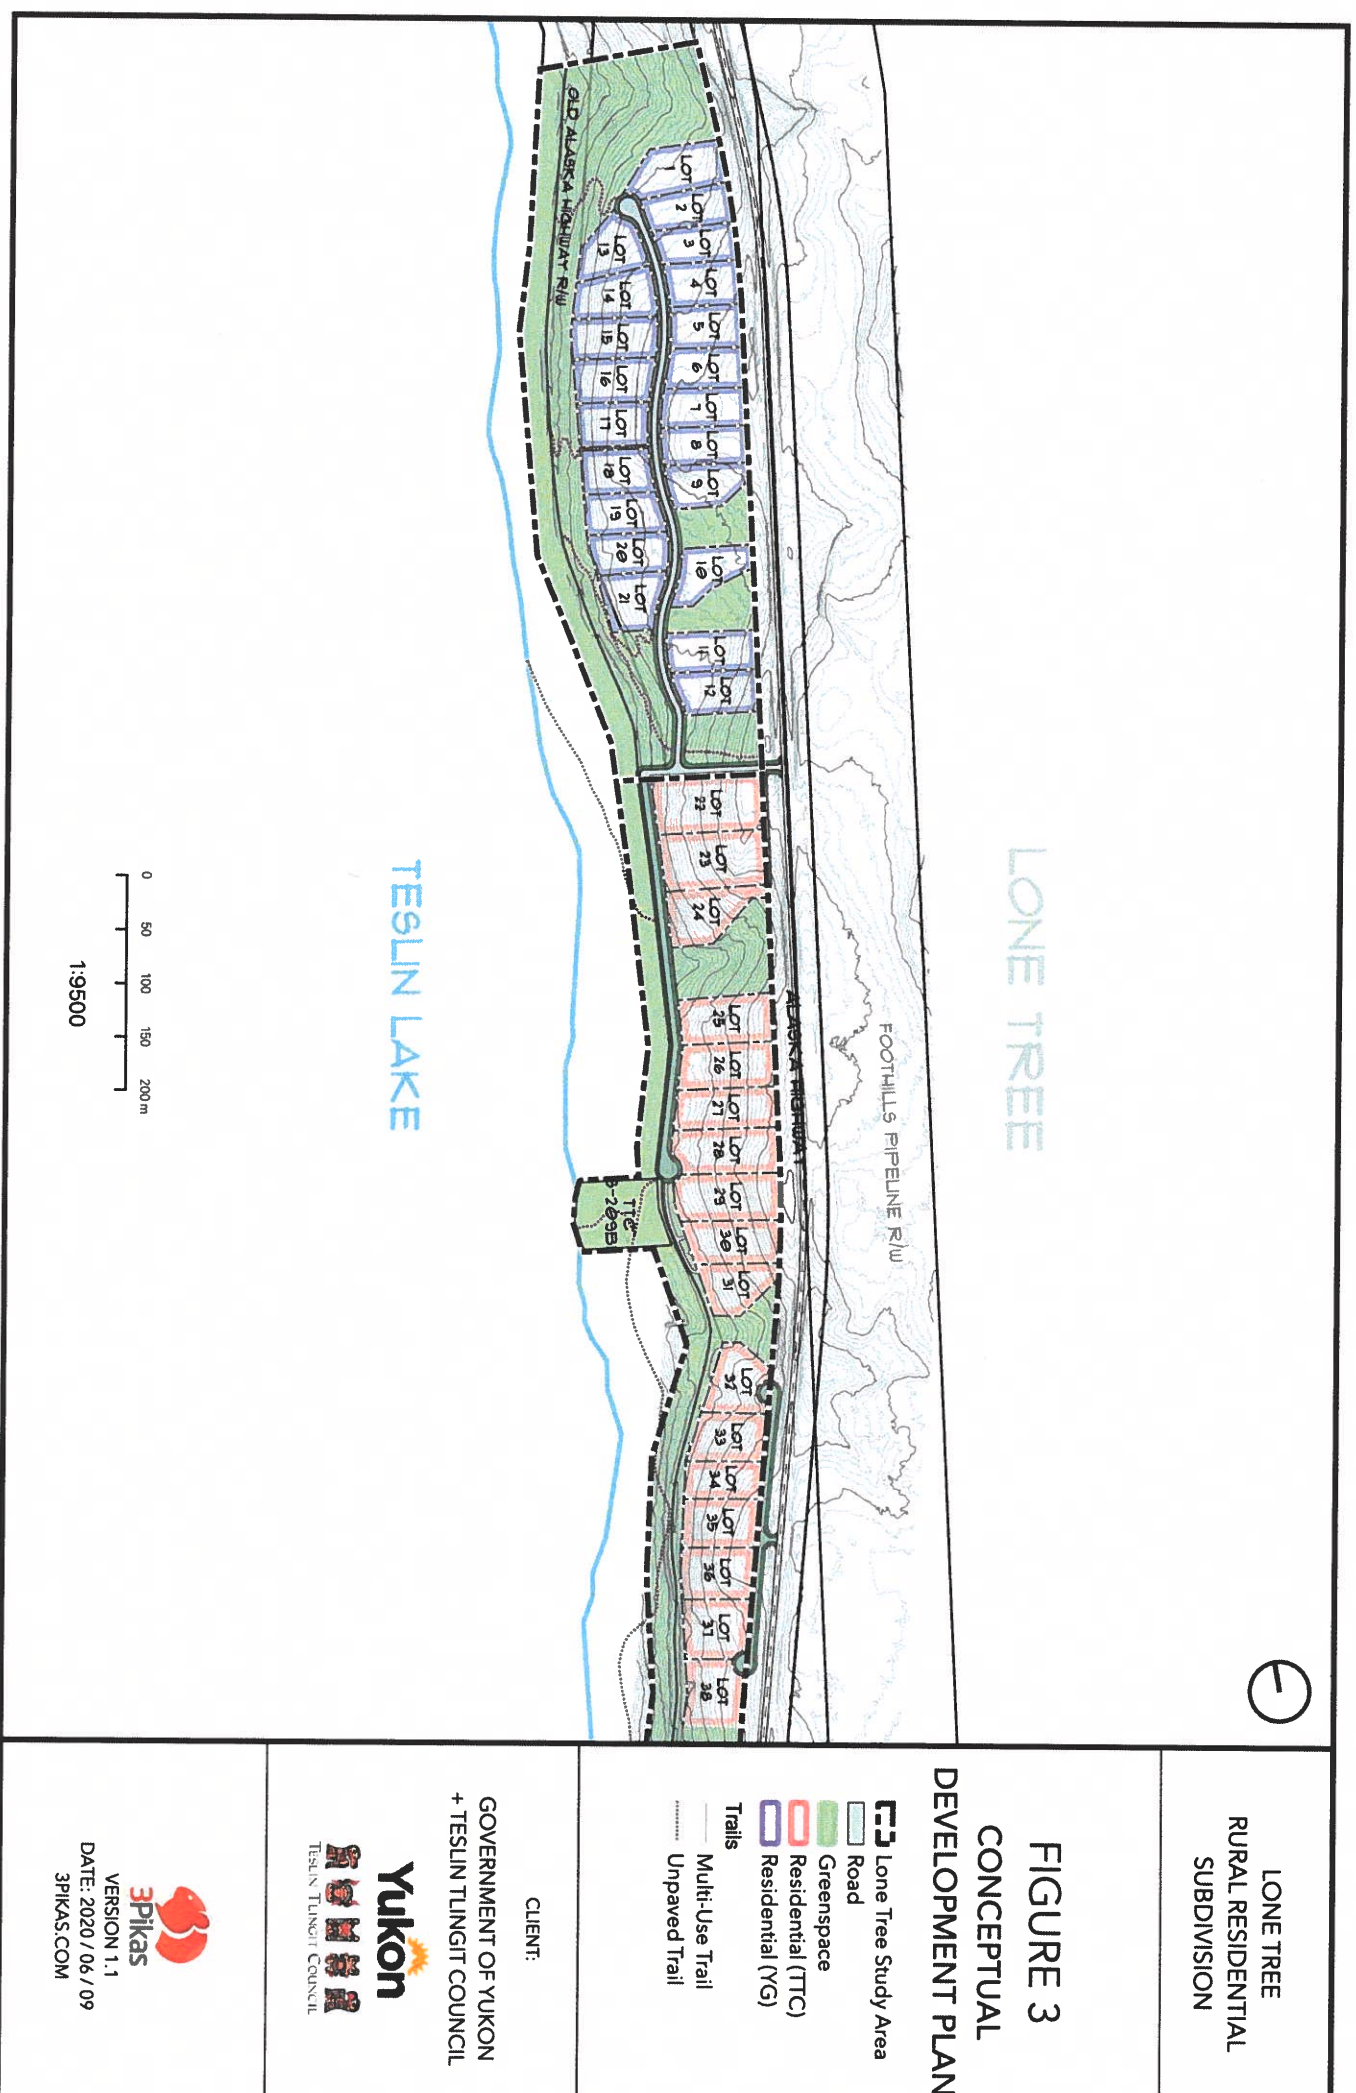 LONE TREE
RURAL RESIDENTIAL
SUBDIVISION
FIGURE 3
CONCEPTUAL
DEVELOPMENT PLAN
Lone Tree Study Area
Road
Greenspace
Residential (TTC)
Residential (YG)
Trails
Multi-Use Trail
Unpaved Trail
CLIENT:
GOVERNMENT OF YUKON
+ TESLIN TLINGIT COUNCIL
Yukon
TESLIN TLINGIT COUNCIL
3Pikas
VERSION 1.1
DATE: 2020 / 06 / 09
3PIKAS.COM
LONE TREE
FOOTHILLS PIPELINE R/W
ALASKA HIGHWAY
OLD ALASKA HIGHWAY R/W
LOT 1
LOT 2
LOT 3
LOT 4
LOT 5
LOT 6
LOT 7
LOT 8
LOT 9
LOT 10
LOT 11
LOT 12
LOT 13
LOT 14
LOT 15
LOT 16
LOT 17
LOT 18
LOT 19
LOT 20
LOT 21
LOT 22
LOT 23
LOT 24
LOT 25
LOT 26
LOT 27
LOT 28
LOT 29
LOT 30
LOT 31
LOT 32
LOT 33
LOT 34
LOT 35
LOT 36
LOT 37
LOT 38
TTC
S-209B
TESLIN LAKE
0 50 100 150 200 m
1:9500